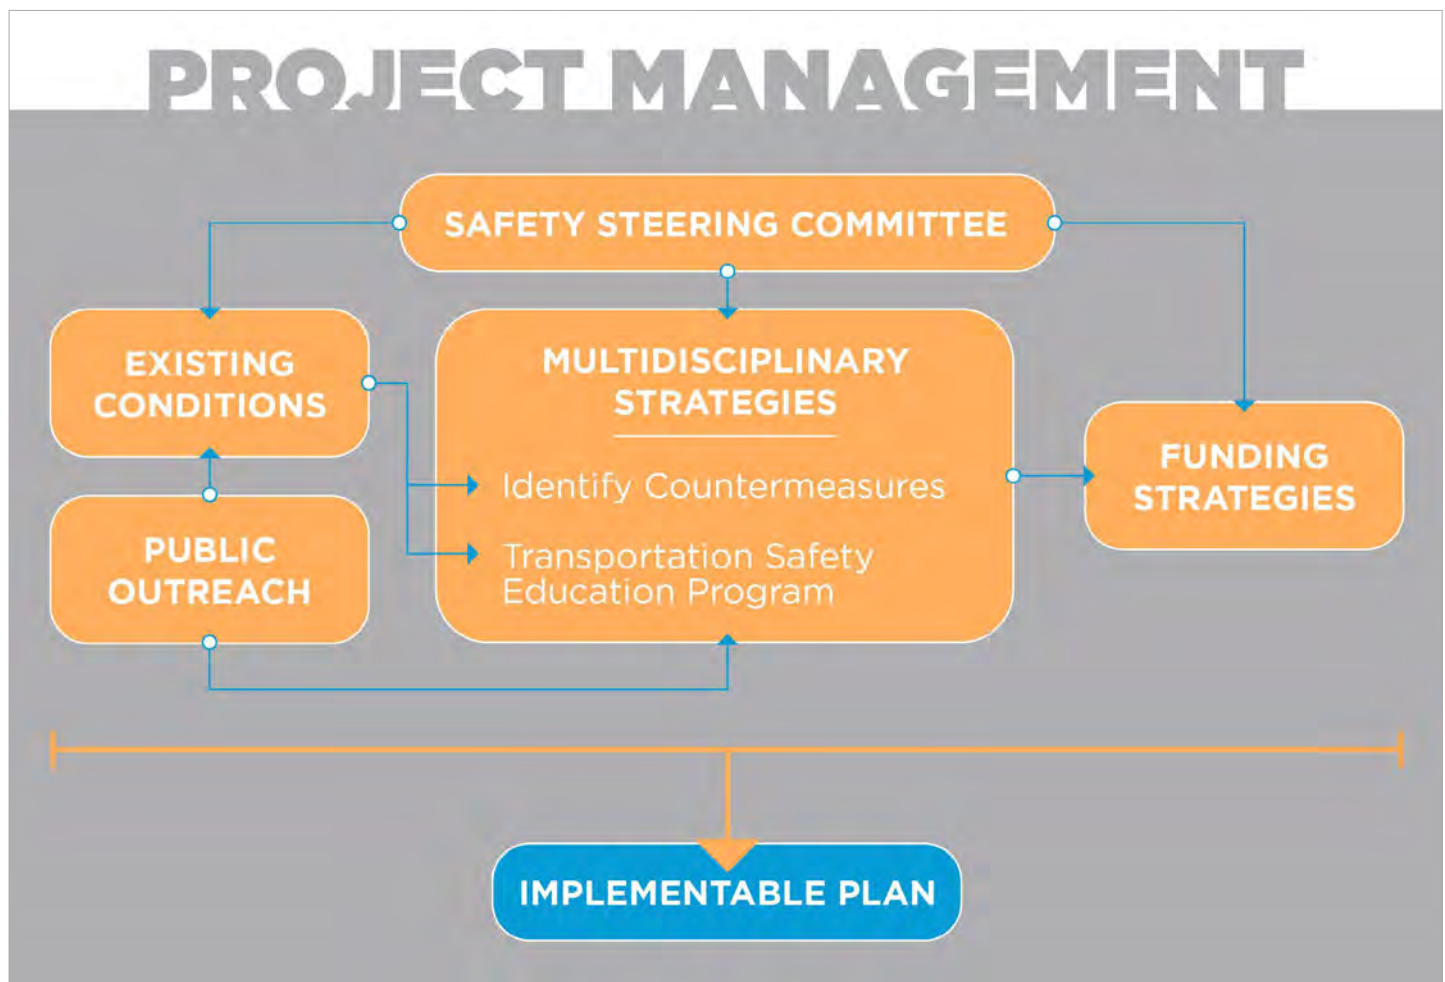 PROJECT MANAGEMENT
SAFETY STEERING COMMITTEE
EXISTING
CONDITIONS
MULTIDISCIPLINARY
STRATEGIES
Identify Countermeasures
Transportation Safety
Education Program
FUNDING
STRATEGIES
PUBLIC
OUTREACH
IMPLEMENTABLE PLAN